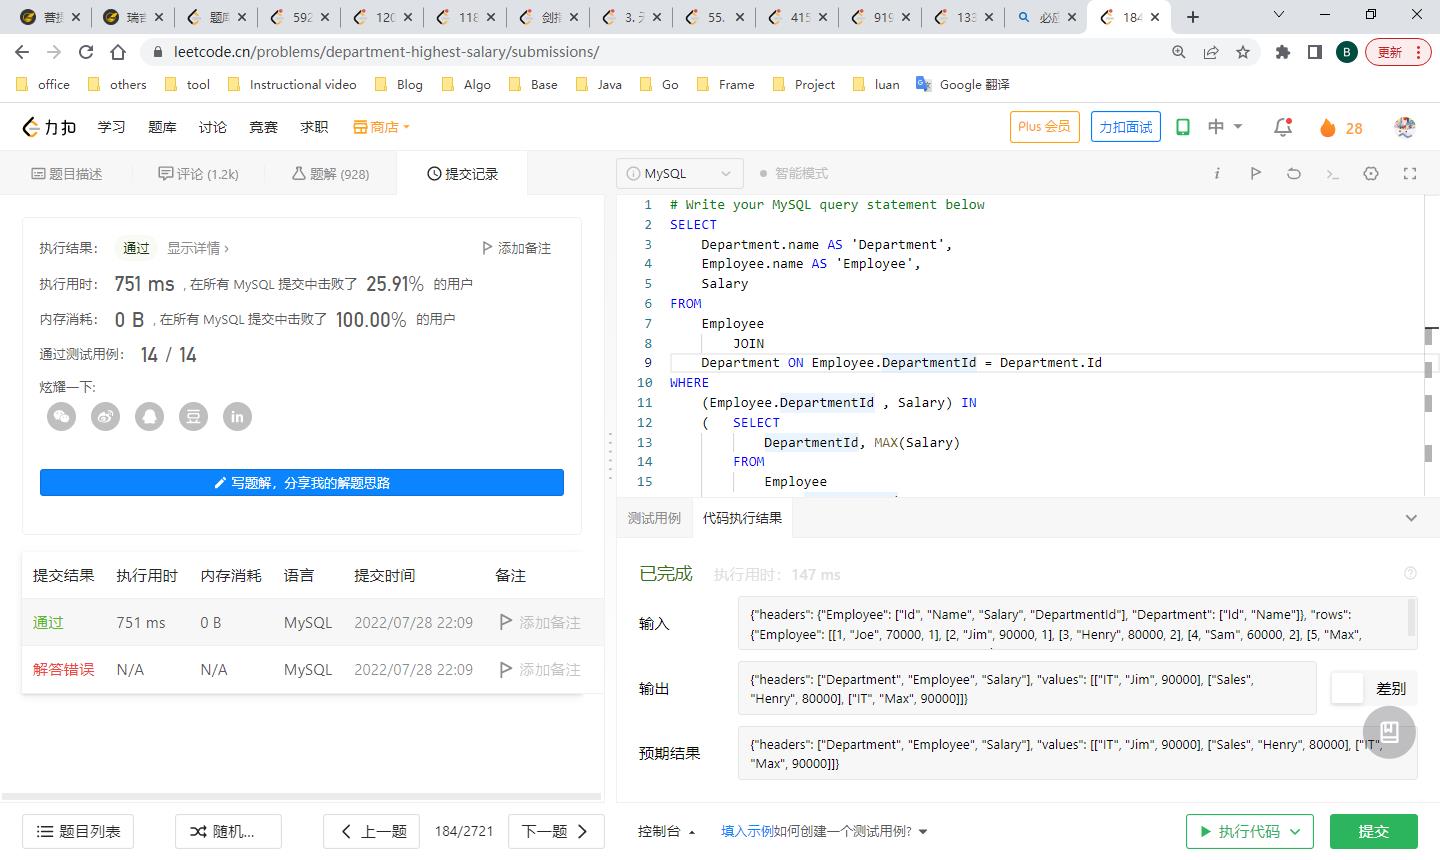 菩提
瑞吉
题库
592
120
118
剑指
3. 无
55.
415
919
133
必应
184
leetcode.cn/problems/department-highest-salary/submissions/
B
更新
office
others
tool
Instructional video
Blog
Algo
Base
Java
Go
Frame
Project
luan
Google 翻译
力扣
学习
题库
讨论
竞赛
求职
商店
Plus 会员
力扣面试
中
28
题目描述
评论 (1.2k)
题解 (928)
提交记录
执行结果：
通过
显示详情 ›
添加备注
执行用时：
751 ms , 在所有 MySQL 提交中击败了 25.91% 的用户
内存消耗：
0 B , 在所有 MySQL 提交中击败了 100.00% 的用户
通过测试用例：
14 / 14
炫耀一下:
豆
in
写题解，分享我的解题思路
提交结果 执行用时 内存消耗 语言 提交时间 备注
通过 751 ms 0 B MySQL 2022/07/28 22:09 添加备注
解答错误 N/A N/A MySQL 2022/07/28 22:09 添加备注
MySQL
智能模式
i
1 # Write your MySQL query statement below
2 SELECT
3 Department.name AS 'Department',
4 Employee.name AS 'Employee',
5 Salary
6 FROM
7 Employee
8 JOIN
9 Department ON Employee.DepartmentId = Department.Id
10 WHERE
11 (Employee.DepartmentId , Salary) IN
12 ( SELECT
13 DepartmentId, MAX(Salary)
14 FROM
15 Employee
测试用例
代码执行结果
已完成
执行用时：147 ms
输入
{"headers": {"Employee": ["Id", "Name", "Salary", "DepartmentId"], "Department": ["Id", "Name"]}, "rows":
{"Employee": [[1, "Joe", 70000, 1], [2, "Jim", 90000, 1], [3, "Henry", 80000, 2], [4, "Sam", 60000, 2], [5, "Max",
输出
{"headers": ["Department", "Employee", "Salary"], "values": [["IT", "Jim", 90000], ["Sales",
"Henry", 80000], ["IT", "Max", 90000]]}
差别
预期结果
{"headers": ["Department", "Employee", "Salary"], "values": [["IT", "Jim", 90000], ["Sales", "Henry", 80000], ["IT",
"Max", 90000]]}
题目列表
随机...
上一题
184/2721
下一题
控制台
填入示例
如何创建一个测试用例?
执行代码
提交